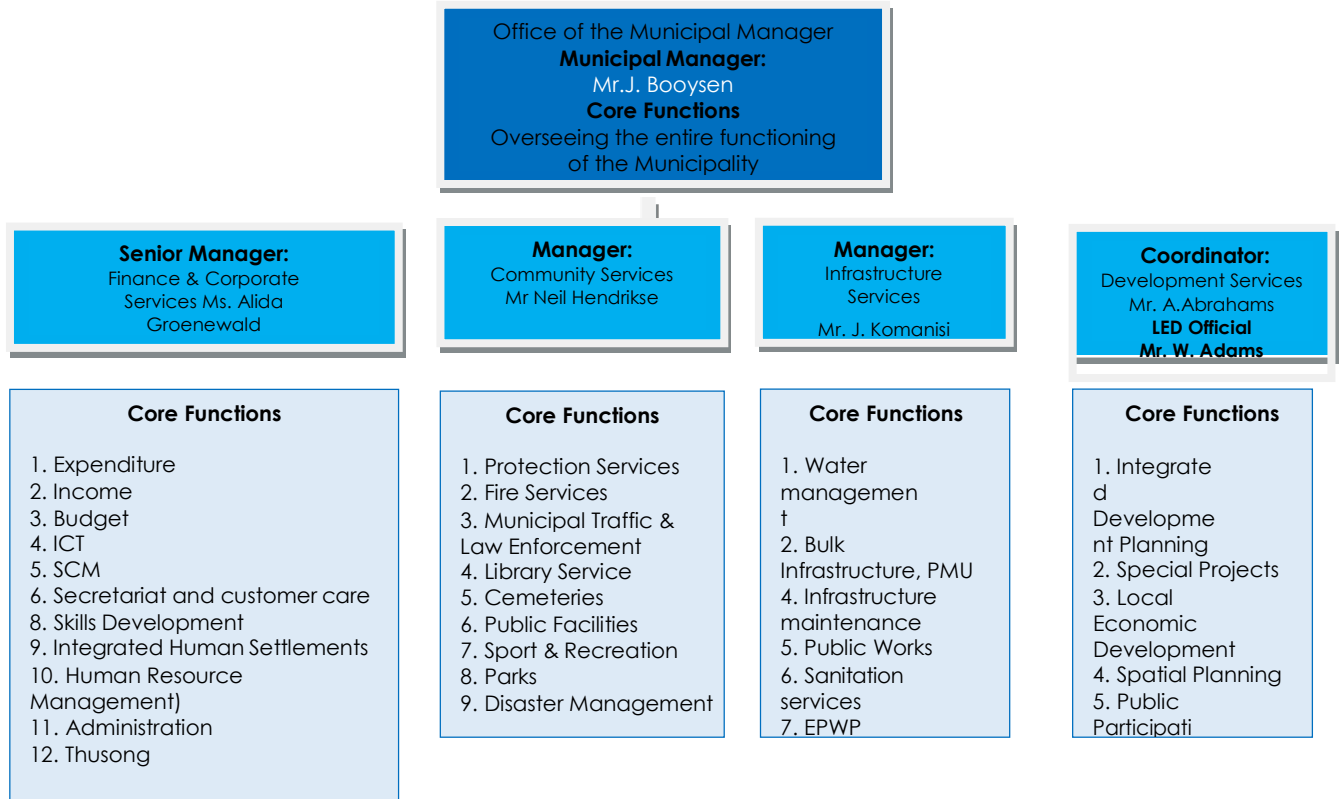 Office of the Municipal Manager
Municipal Manager:
Mr.J. Booysen
Core Functions
Overseeing the entire functioning
of the Municipality
Senior Manager:
Finance & Corporate
Services Ms. Alida
Groenewald
Manager:
Community Services
Mr Neil Hendrikse
Manager:
Infrastructure
Services
Mr. J. Komanisi
Coordinator:
Development Services
Mr. A.Abrahams
LED Official
Mr. W. Adams
Core Functions
1. Expenditure
2. Income
3. Budget
4. ICT
5. SCM
6. Secretariat and customer care
8. Skills Development
9. Integrated Human Settlements
10. Human Resource
Management)
11. Administration
12. Thusong
Core Functions
1. Protection Services
2. Fire Services
3. Municipal Traffic &
Law Enforcement
4. Library Service
5. Cemeteries
6. Public Facilities
7. Sport & Recreation
8. Parks
9. Disaster Management
Core Functions
1. Water
managemen
t
2. Bulk
Infrastructure, PMU
4. Infrastructure
maintenance
5. Public Works
6. Sanitation
services
7. EPWP
Core Functions
1. Integrate
d
Developme
nt Planning
2. Special Projects
3. Local
Economic
Development
4. Spatial Planning
5. Public
Participati